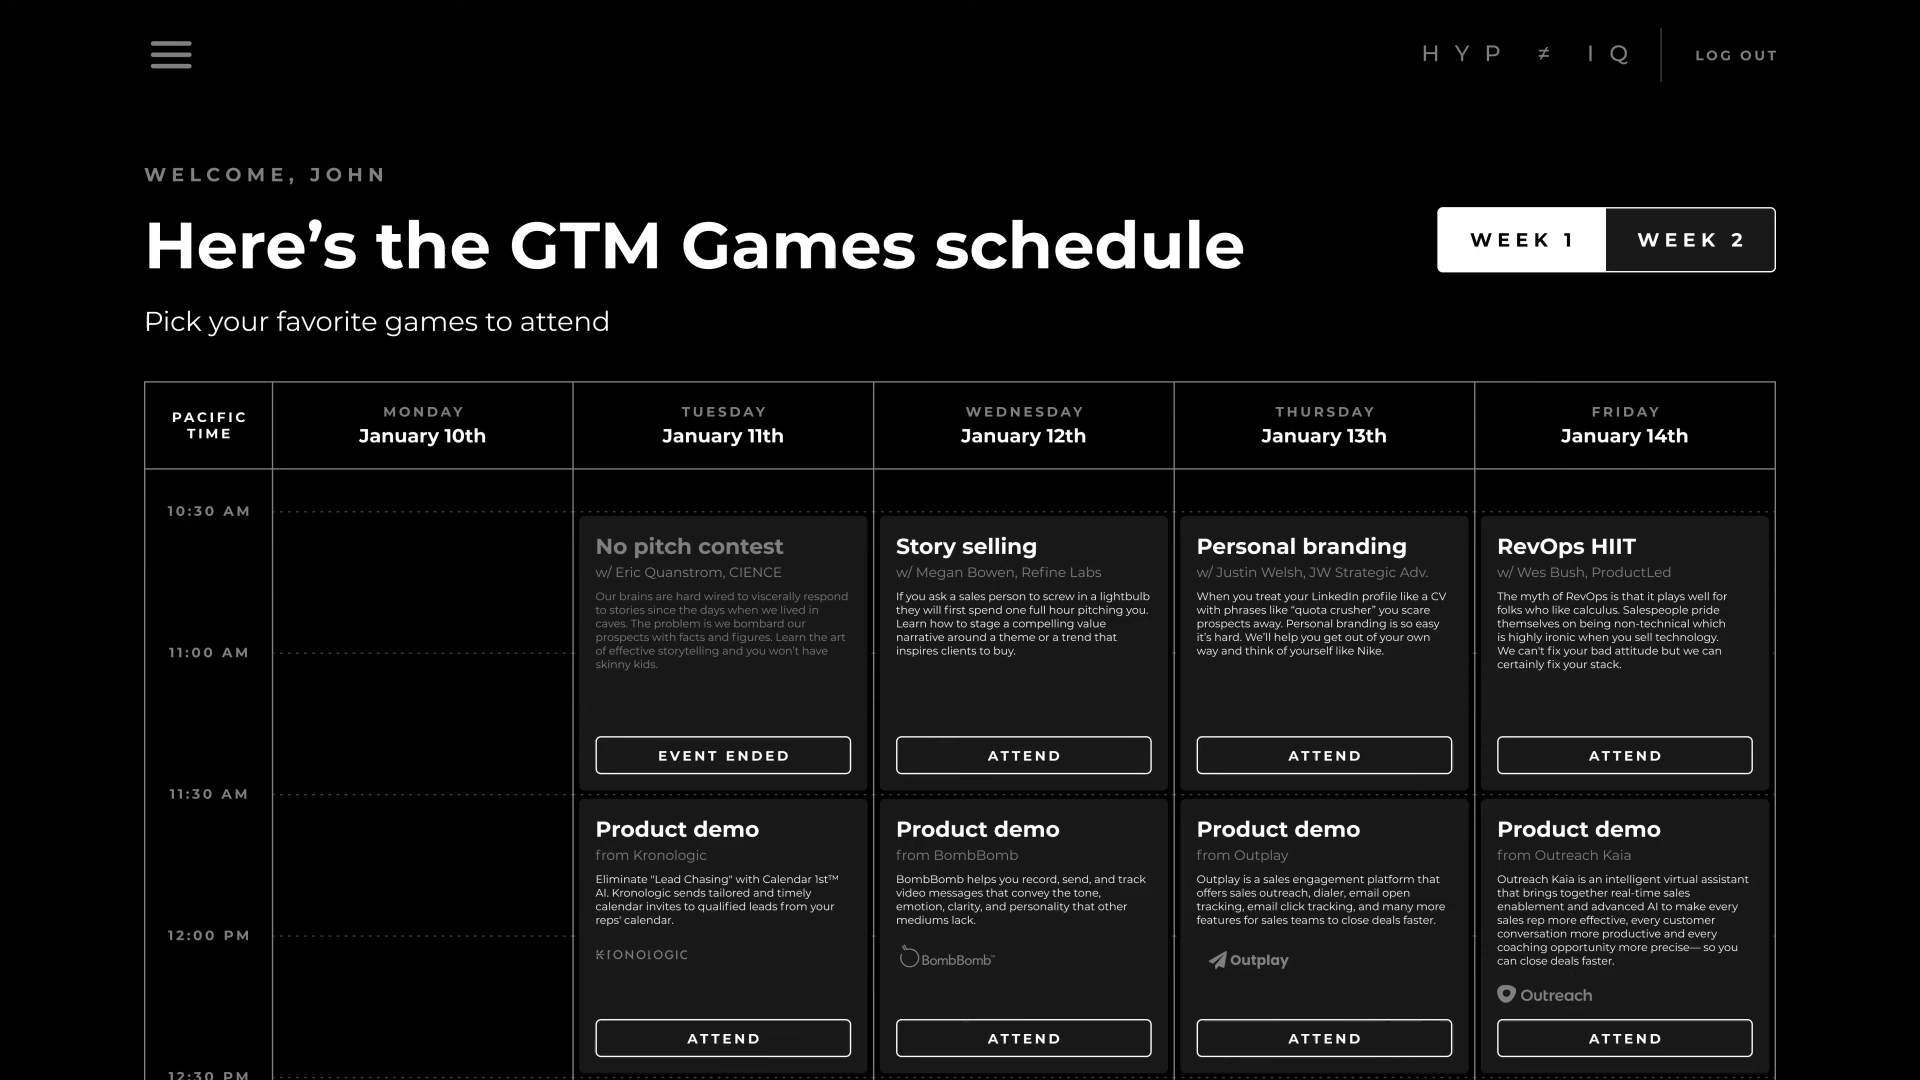 HYP ≠ IQ
LOG OUT
WELCOME, JOHN
Here’s the GTM Games schedule
WEEK 1
WEEK 2
Pick your favorite games to attend
PACIFIC
TIME
MONDAY
January 10th
TUESDAY
January 11th
WEDNESDAY
January 12th
THURSDAY
January 13th
FRIDAY
January 14th
10:30 AM
11:00 AM
11:30 AM
12:00 PM
12:30 PM
No pitch contest
w/ Eric Quanstrom, CIENCE
Our brains are hard wired to viscerally respond
to stories since the days when we lived in
caves. The problem is we bombard our
prospects with facts and figures. Learn the art
of effective storytelling and you won’t have
skinny kids.
EVENT ENDED
Story selling
w/ Megan Bowen, Refine Labs
If you ask a sales person to screw in a lightbulb
they will first spend one full hour pitching you.
Learn how to stage a compelling value
narrative around a theme or a trend that
inspires clients to buy.
ATTEND
Personal branding
w/ Justin Welsh, JW Strategic Adv.
When you treat your LinkedIn profile like a CV
with phrases like “quota crusher” you scare
prospects away. Personal branding is so easy
it’s hard. We’ll help you get out of your own
way and think of yourself like Nike.
ATTEND
RevOps HIIT
w/ Wes Bush, ProductLed
The myth of RevOps is that it plays well for
folks who like calculus. Salespeople pride
themselves on being non-technical which
is highly ironic when you sell technology.
We can't fix your bad attitude but we can
certainly fix your stack.
ATTEND
Product demo
from Kronologic
Eliminate "Lead Chasing" with Calendar 1st™
AI. Kronologic sends tailored and timely
calendar invites to qualified leads from your
reps' calendar.
KRONOLOGIC
ATTEND
Product demo
from BombBomb
BombBomb helps you record, send, and track
video messages that convey the tone,
emotion, clarity, and personality that other
mediums lack.
BombBomb™
ATTEND
Product demo
from Outplay
Outplay is a sales engagement platform that
offers sales outreach, dialer, email open
tracking, email click tracking, and many more
features for sales teams to close deals faster.
Outplay
ATTEND
Product demo
from Outreach Kaia
Outreach Kaia is an intelligent virtual assistant
that brings together real-time sales
enablement and advanced AI to make every
sales rep more effective, every customer
conversation more productive and every
coaching opportunity more precise— so you
can close deals faster.
Outreach
ATTEND